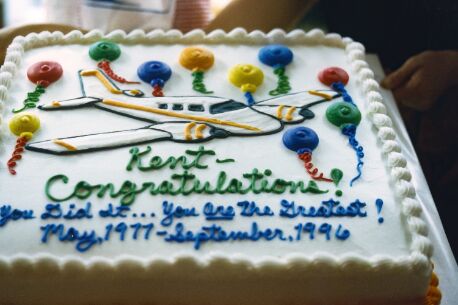 Kent-
Congratulations!
You Did It... You Are The Greatest!
May, 1977-September, 1996